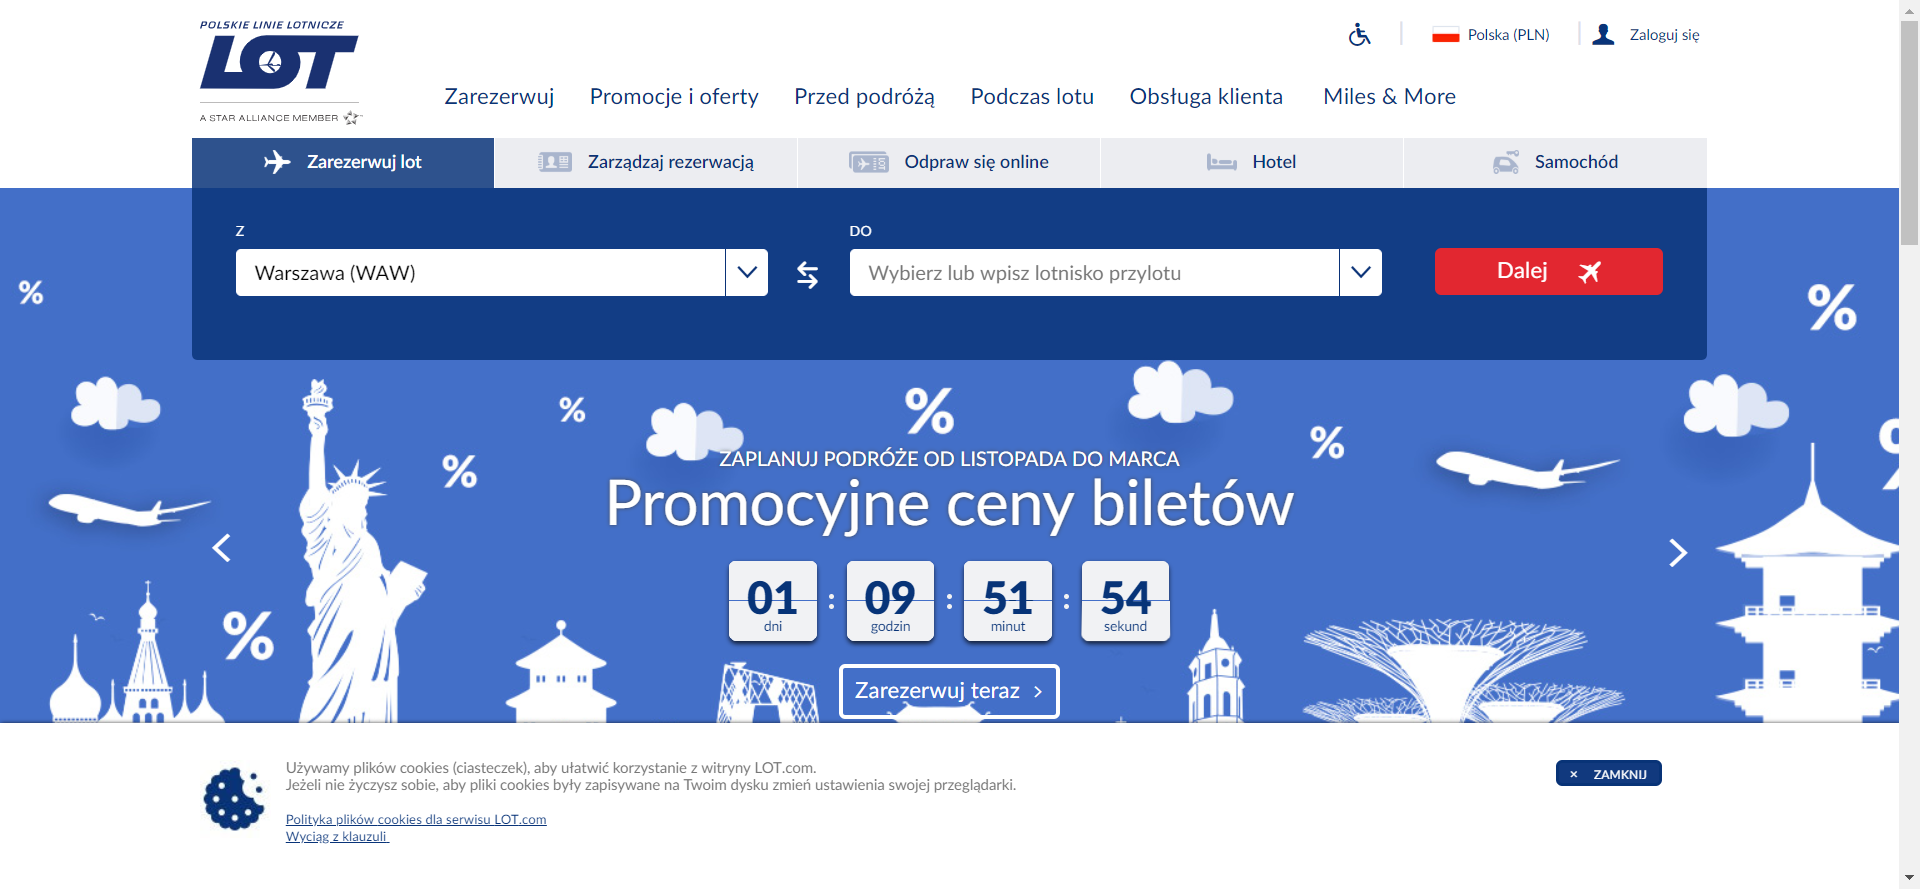 POLSKIE LINIE LOTNICZE
LOT
A STAR ALLIANCE MEMBER
Polska (PLN)
Zaloguj się
Zarezerwuj
Promocje i oferty
Przed podróżą
Podczas lotu
Obsługa klienta
Miles & More
Zarezerwuj lot
Zarządzaj rezerwacją
Odpraw się online
Hotel
Samochód
Z
DO
Warszawa (WAW)
Wybierz lub wpisz lotnisko przylotu
Dalej
%
%
%
%
%
%
%
%
ZAPLANUJ PODRÓŻE OD LISTOPADA DO MARCA
Promocyjne ceny biletów
01 : 09 : 51 : 54
dni godzin minut sekund
Zarezerwuj teraz
Używamy plików cookies (ciasteczek), aby ułatwić korzystanie z witryny LOT.com.
Jeżeli nie życzysz sobie, aby pliki cookies były zapisywane na Twoim dysku zmień ustawienia swojej przeglądarki.
× ZAMKNIJ
Polityka plików cookies dla serwisu LOT.com
Wyciąg z klauzuli